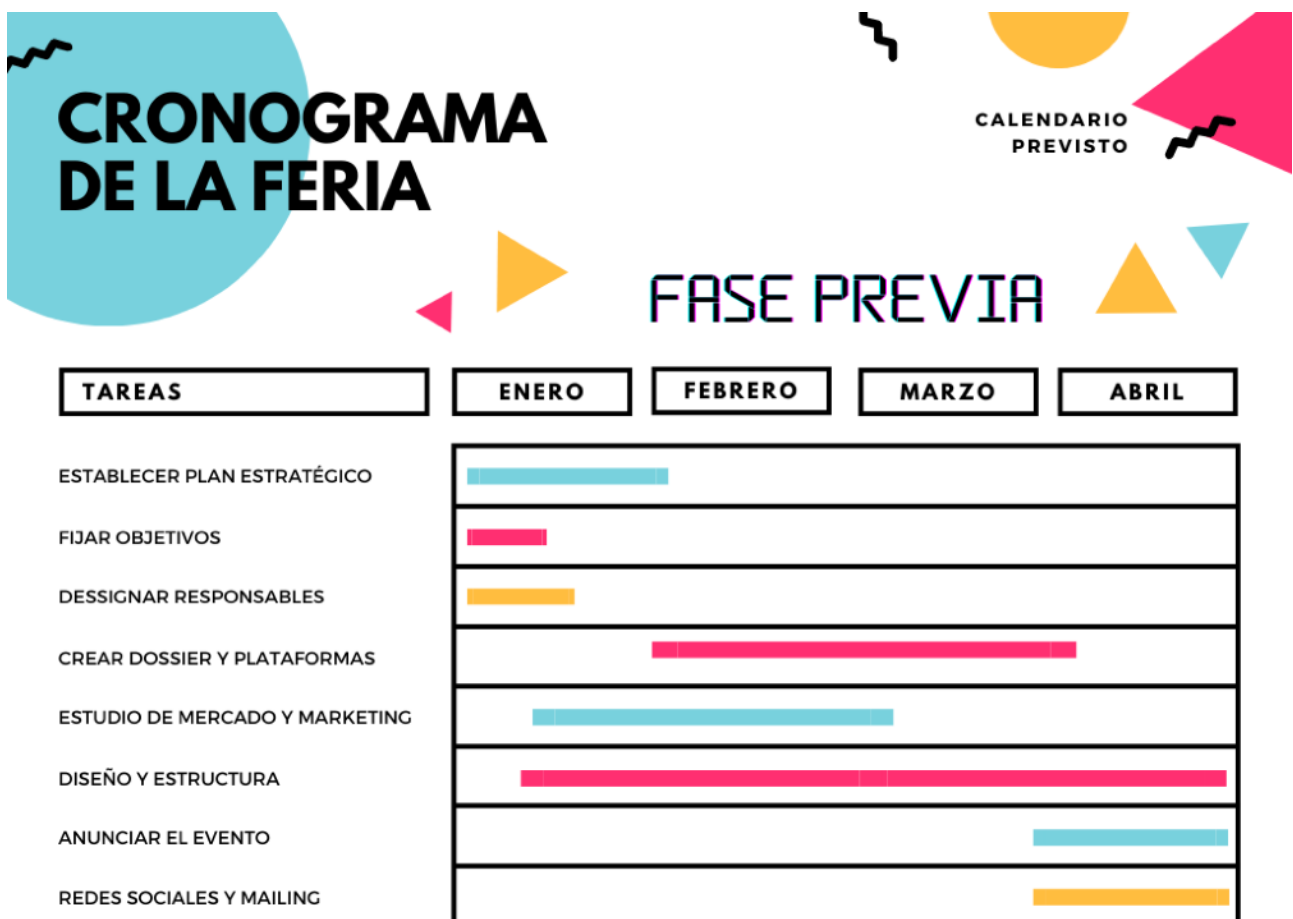 CRONOGRAMA
DE LA FERIA
CALENDARIO
PREVISTO
FASE PREVIA
TAREAS
ENERO
FEBRERO
MARZO
ABRIL
ESTABLECER PLAN ESTRATÉGICO
FIJAR OBJETIVOS
DESSIGNAR RESPONSABLES
CREAR DOSSIER Y PLATAFORMAS
ESTUDIO DE MERCADO Y MARKETING
DISEÑO Y ESTRUCTURA
ANUNCIAR EL EVENTO
REDES SOCIALES Y MAILING